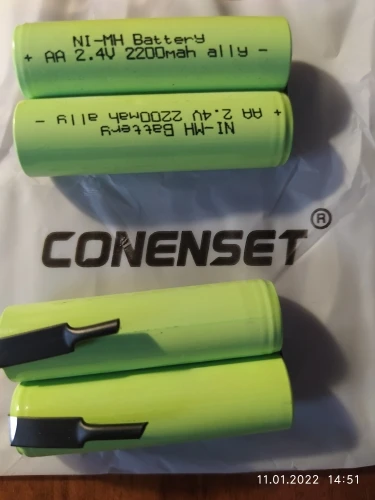 NI-MH Battery
+ AA 2.4V 2200mah ally -
NI-MH Battery
+ AA 2.4V 2200mah ally -
CONENSET®
11.01.2022 14:51